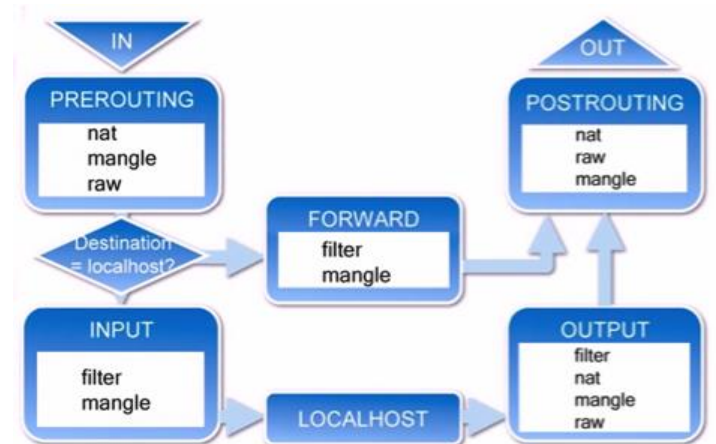 IN
PREROUTING
nat
mangle
raw
Destination
= localhost?
INPUT
filter
mangle
FORWARD
filter
mangle
LOCALHOST
OUT
POSTROUTING
nat
raw
mangle
OUTPUT
filter
nat
mangle
raw